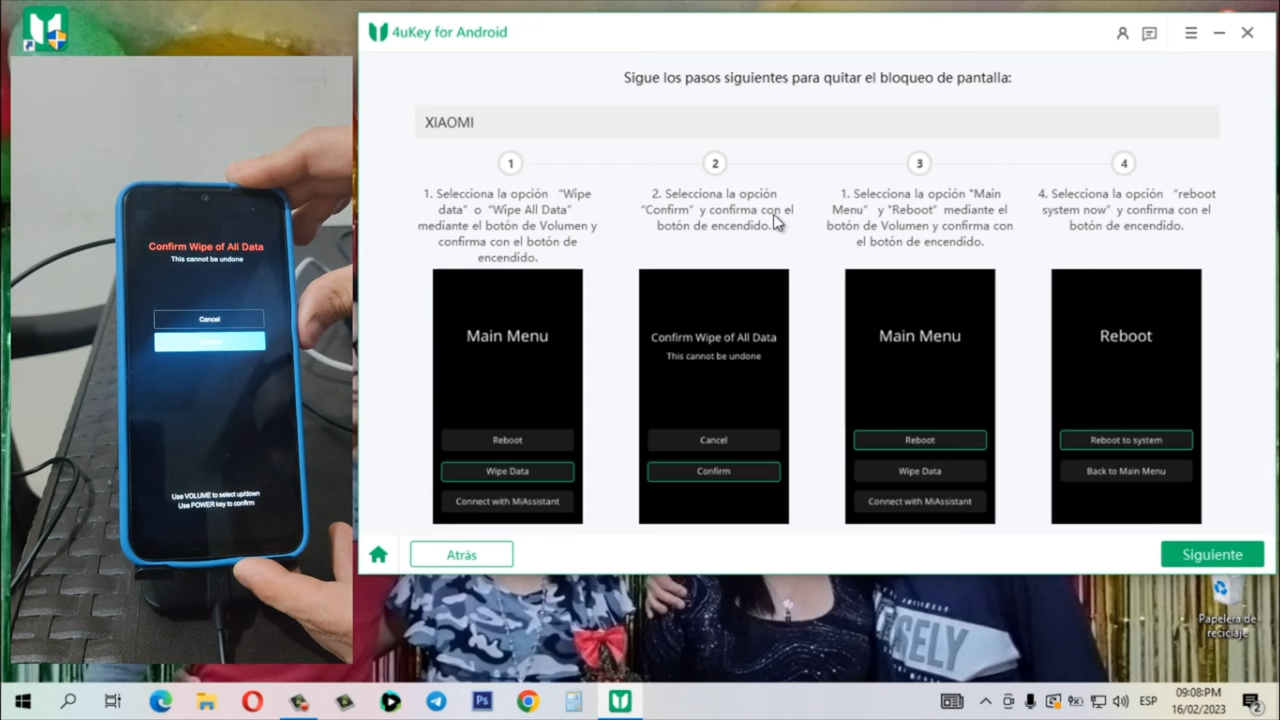 4uKey for Android
Sigue los pasos siguientes para quitar el bloqueo de pantalla:
XIAOMI
1
2
3
4
1. Selecciona la opción "Wipe
data" o "Wipe All Data"
mediante el botón de Volumen y
confirma con el botón de
encendido.
2. Selecciona la opción
"Confirm" y confirma con el
botón de encendido.
1. Selecciona la opción "Main
Menu" y "Reboot" mediante el
botón de Volumen y confirma con
el botón de encendido.
4. Selecciona la opción "reboot
system now" y confirma con el
botón de encendido.
Main Menu
Reboot
Wipe Data
Connect with MiAssistant
Confirm Wipe of All Data
This cannot be undone
Cancel
Confirm
Main Menu
Reboot
Wipe Data
Connect with MiAssistant
Reboot
Reboot to system
Back to Main Menu
Atrás
Siguiente
Confirm Wipe of All Data
This cannot be undone
Cancel
Use VOLUME to select up/down
Use POWER key to confirm
Papelera de
reciclaje
Ps
ESP
09:08 PM
16/02/2023
2